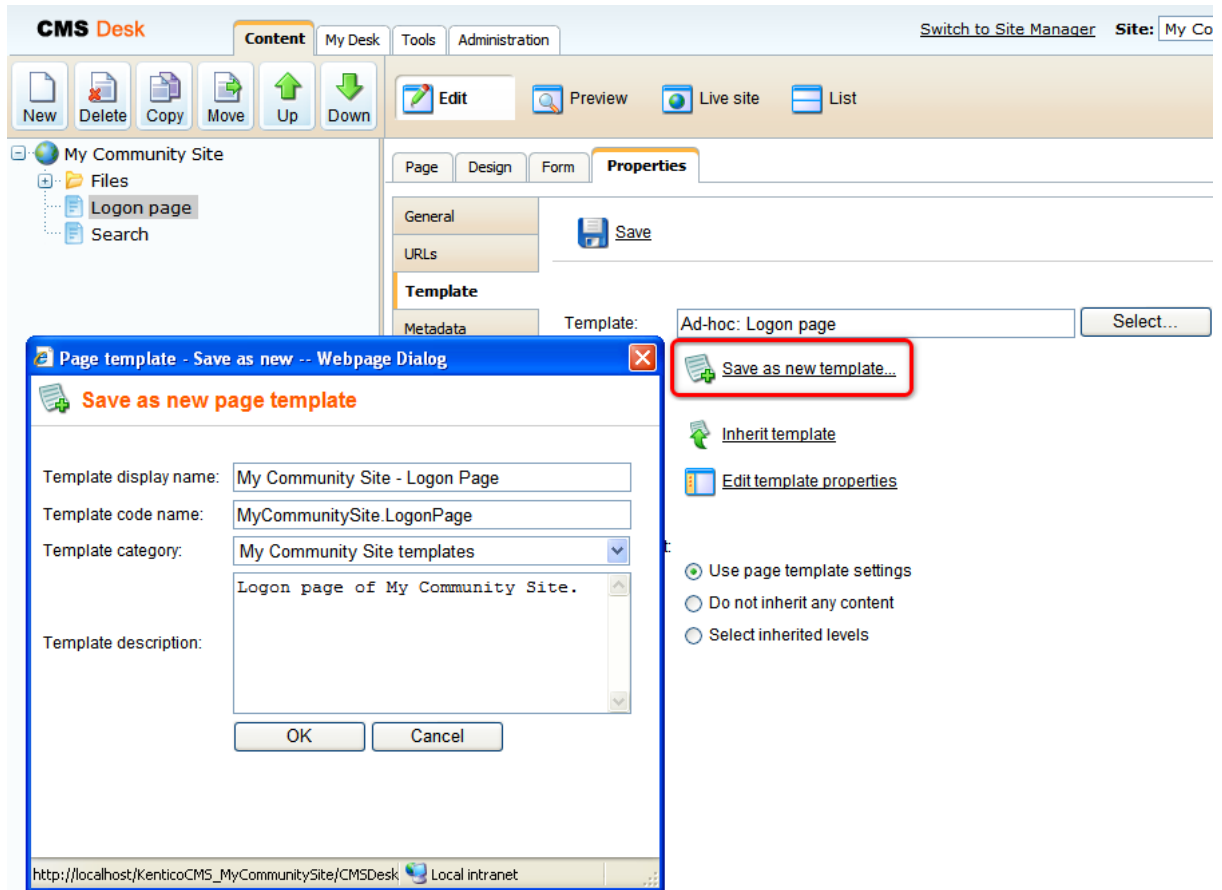 CMS Desk
Content My Desk Tools Administration
Switch to Site Manager Site: My Co
New Delete Copy Move Up Down
Edit Preview Live site List
My Community Site
Files
Logon page
Search
Page Design Form Properties
General
URLs
Template
Metadata
Save
Template: Ad-hoc: Logon page Select...
Save as new template...
Inherit template
Edit template properties
t:
Use page template settings
Do not inherit any content
Select inherited levels
Page template - Save as new -- Webpage Dialog
Save as new page template
Template display name: My Community Site - Logon Page
Template code name: MyCommunitySite.LogonPage
Template category: My Community Site templates
Template description: Logon page of My Community Site.
OK Cancel
http://localhost/KenticoCMS_MyCommunitySite/CMSDesk Local intranet